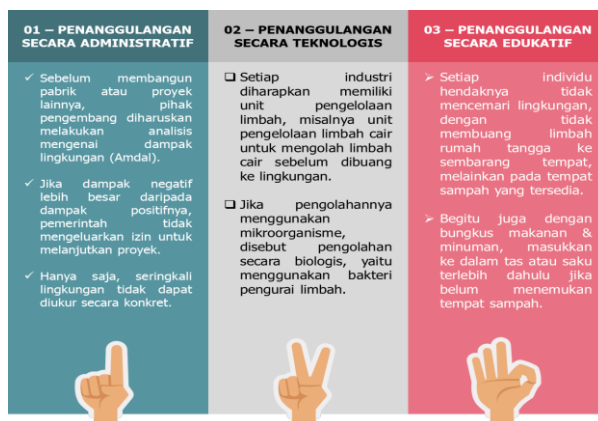 01 – PENANGGULANGAN
SECARA ADMINISTRATIF
✓ Sebelum membangun
pabrik atau proyek
lainnya, pihak
pengembang diharuskan
melakukan analisis
mengenai dampak
lingkungan (Amdal).
✓ Jika dampak negatif
lebih besar daripada
dampak positifnya,
pemerintah tidak
mengeluarkan izin untuk
melanjutkan proyek.
✓ Hanya saja, seringkali
lingkungan tidak dapat
diukur secara konkret.
02 – PENANGGULANGAN
SECARA TEKNOLOGIS
❑ Setiap industri
diharapkan memiliki
unit pengelolaan
limbah, misalnya unit
pengelolaan limbah cair
untuk mengolah limbah
cair sebelum dibuang
ke lingkungan.
❑ Jika pengolahannya
menggunakan
mikroorganisme,
disebut pengolahan
secara biologis, yaitu
menggunakan bakteri
pengurai limbah.
03 – PENANGGULANGAN
SECARA EDUKATIF
➢ Setiap individu
hendaknya tidak
mencemari lingkungan,
dengan tidak
membuang limbah
rumah tangga ke
sembarang tempat,
melainkan pada tempat
sampah yang tersedia.
➢ Begitu juga dengan
bungkus makanan &
minuman, masukkan
ke dalam tas atau saku
terlebih dahulu jika
belum menemukan
tempat sampah.